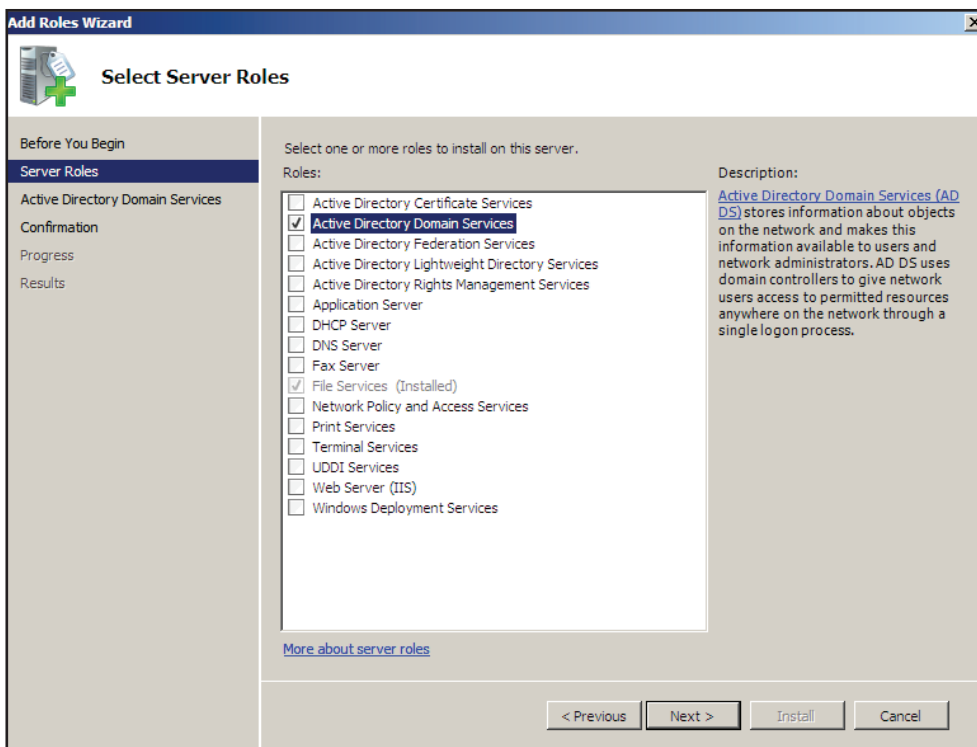 Add Roles Wizard
Select Server Roles
Before You Begin
Server Roles
Active Directory Domain Services
Confirmation
Progress
Results
Select one or more roles to install on this server.
Roles:
Active Directory Certificate Services
Active Directory Domain Services
Active Directory Federation Services
Active Directory Lightweight Directory Services
Active Directory Rights Management Services
Application Server
DHCP Server
DNS Server
Fax Server
File Services (Installed)
Network Policy and Access Services
Print Services
Terminal Services
UDDI Services
Web Server (IIS)
Windows Deployment Services
More about server roles
Description:
Active Directory Domain Services (AD
DS) stores information about objects
on the network and makes this
information available to users and
network administrators. AD DS uses
domain controllers to give network
users access to permitted resources
anywhere on the network through a
single logon process.
< Previous
Next >
Install
Cancel